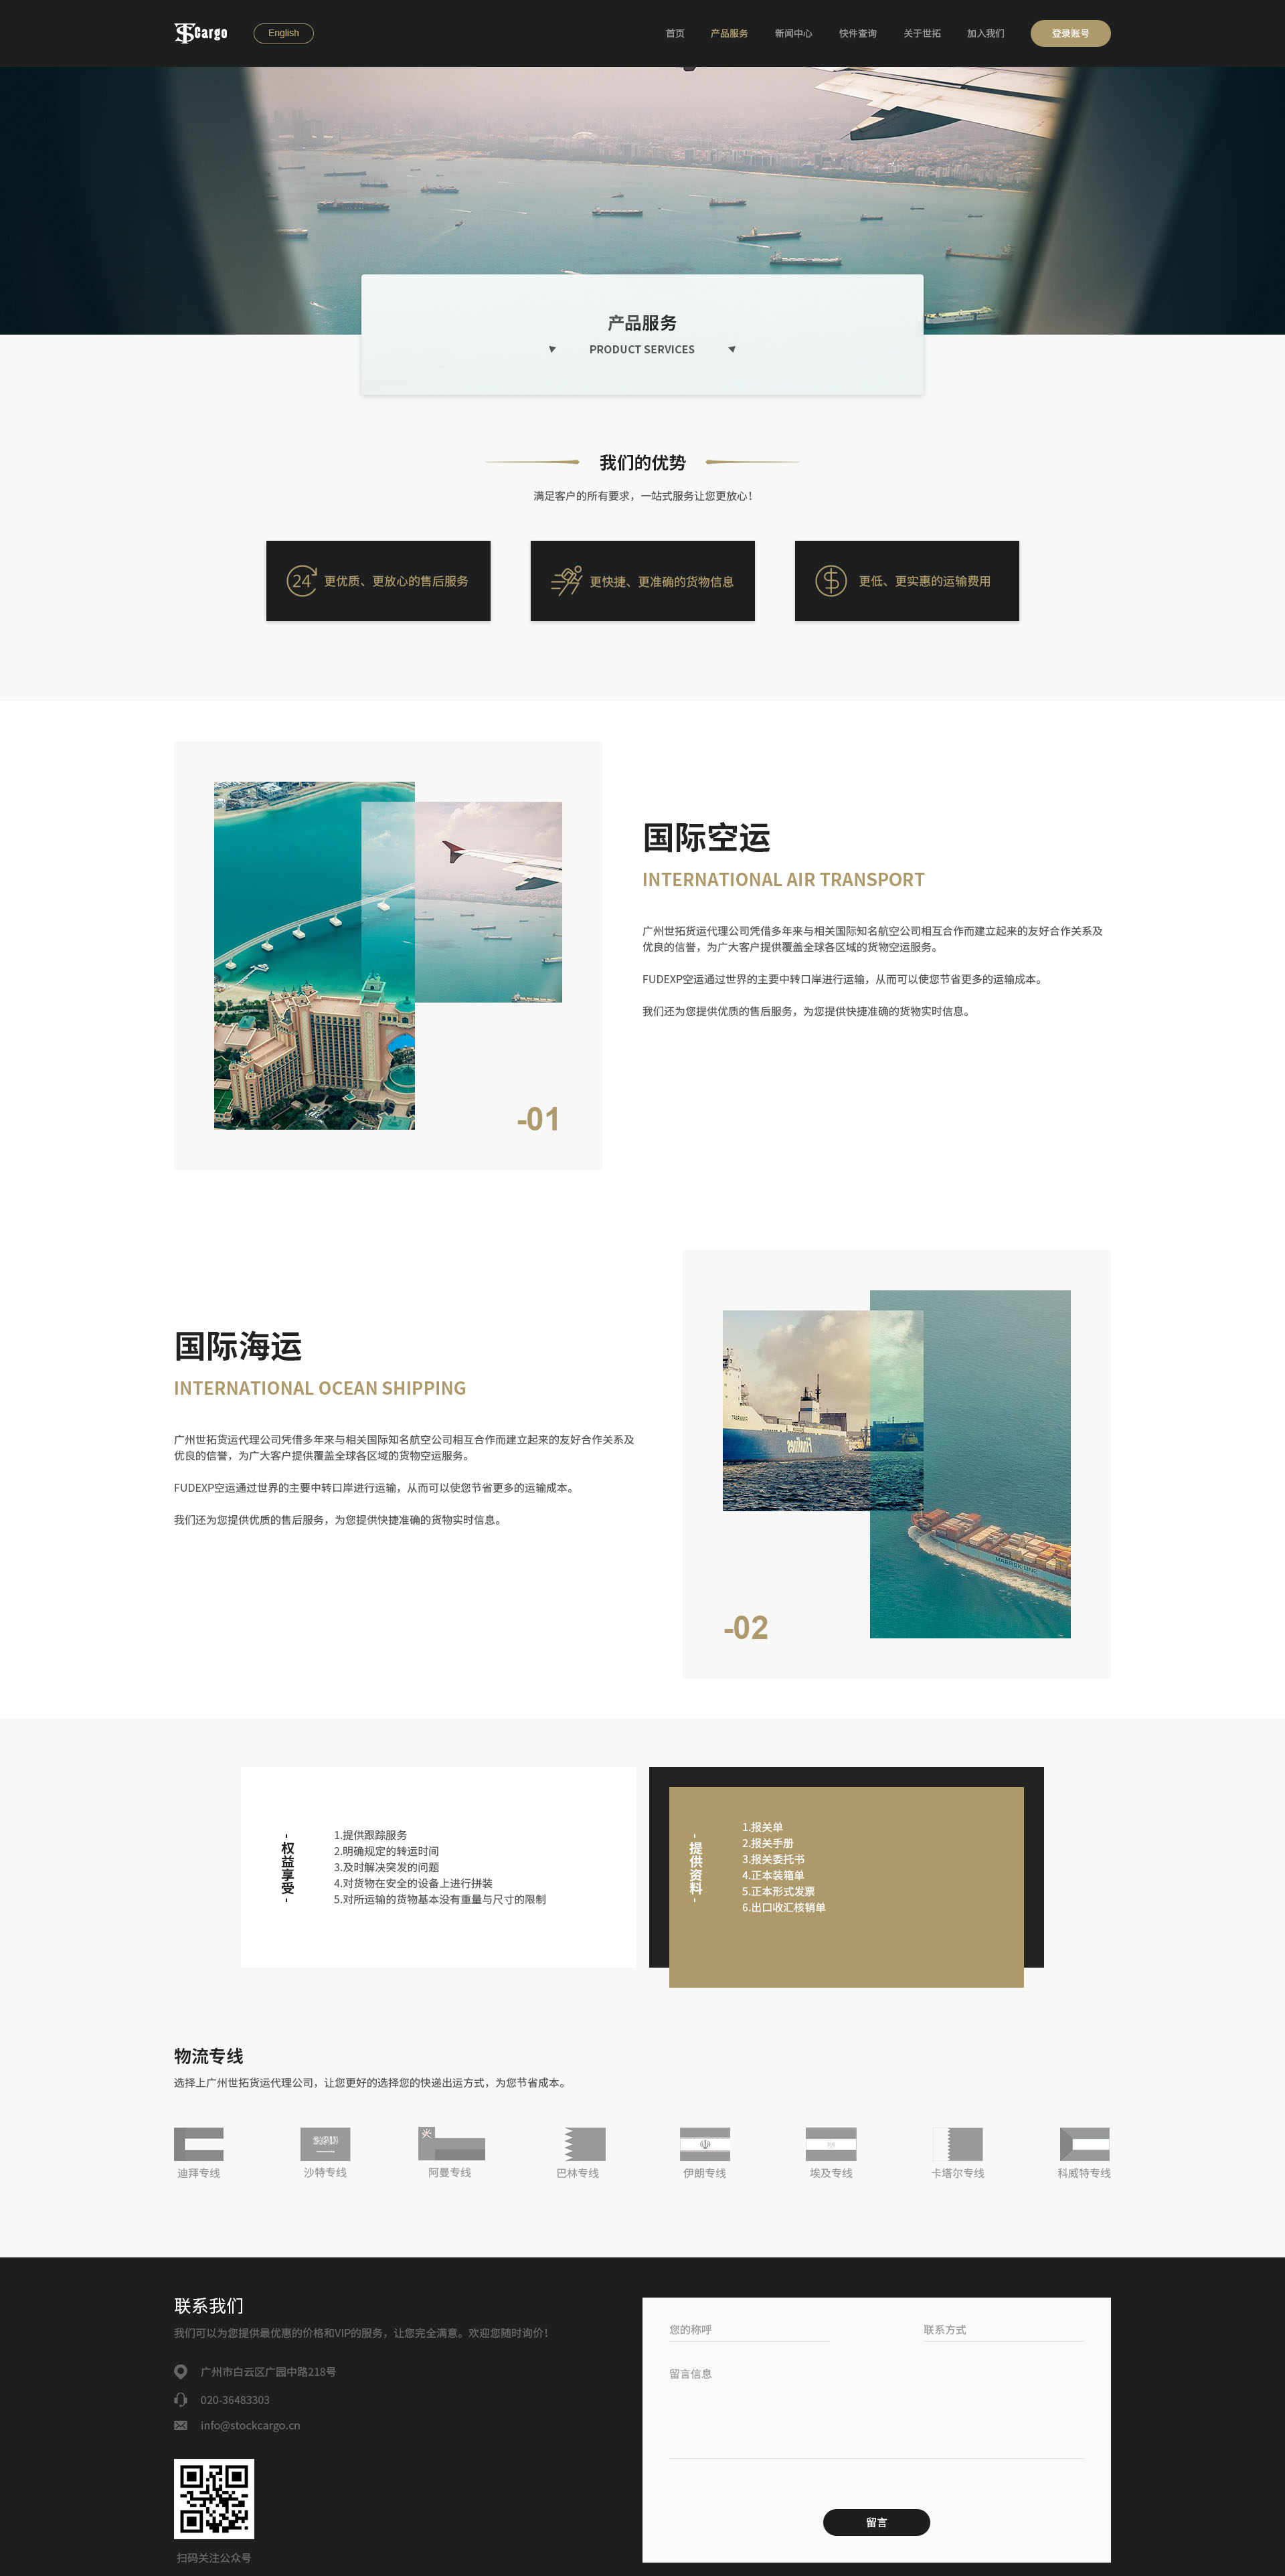 TS Cargo
English
首页
产品服务
新闻中心
快件查询
关于世拓
加入我们
登录账号
产品服务
PRODUCT SERVICES
我们的优势
满足客户的所有要求，一站式服务让您更放心！
24
更优质、更放心的售后服务
更快捷、更准确的货物信息
更低、更实惠的运输费用
国际空运
INTERNATIONAL AIR TRANSPORT
广州世拓货运代理公司凭借多年来与相关国际知名航空公司相互合作而建立起来的友好合作关系及
优良的信誉，为广大客户提供覆盖全球各区域的货物空运服务。
FUDEXP空运通过世界的主要中转口岸进行运输，从而可以使您节省更多的运输成本。
我们还为您提供优质的售后服务，为您提供快捷准确的货物实时信息。
-01
国际海运
INTERNATIONAL OCEAN SHIPPING
广州世拓货运代理公司凭借多年来与相关国际知名航空公司相互合作而建立起来的友好合作关系及
优良的信誉，为广大客户提供覆盖全球各区域的货物空运服务。
FUDEXP空运通过世界的主要中转口岸进行运输，从而可以使您节省更多的运输成本。
我们还为您提供优质的售后服务，为您提供快捷准确的货物实时信息。
MAERSK LINE
-02
- 权益享受 -
1.提供跟踪服务
2.明确规定的转运时间
3.及时解决突发的问题
4.对货物在安全的设备上进行拼装
5.对所运输的货物基本没有重量与尺寸的限制
- 提供资料 -
1.报关单
2.报关手册
3.报关委托书
4.正本装箱单
5.正本形式发票
6.出口收汇核销单
物流专线
选择上广州世拓货运代理公司，让您更好的选择您的快递出运方式，为您节省成本。
迪拜专线
沙特专线
阿曼专线
巴林专线
伊朗专线
埃及专线
卡塔尔专线
科威特专线
联系我们
我们可以为您提供最优惠的价格和VIP的服务，让您完全满意。欢迎您随时询价！
广州市白云区广园中路218号
020-36483303
info@stockcargo.cn
扫码关注公众号
您的称呼
联系方式
留言信息
留言